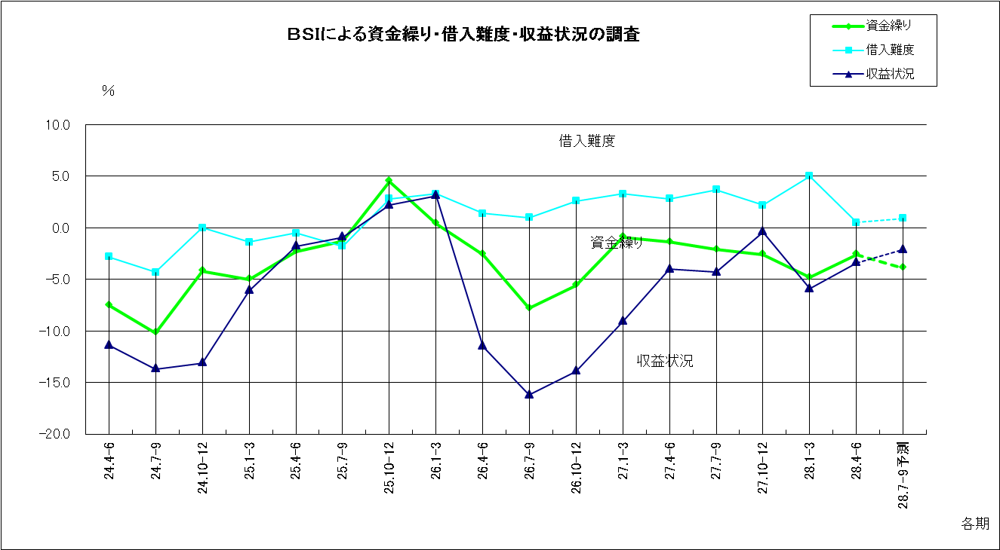 ＢＳＩによる資金繰り・借入難度・収益状況の調査
資金繰り
借入難度
収益状況
％
10.0
5.0
0.0
-5.0
-10.0
-15.0
-20.0
借入難度
資金繰り
収益状況
24.4-6
24.7-9
24.10-12
25.1-3
25.4-6
25.7-9
25.10-12
26.1-3
26.4-6
26.7-9
26.10-12
27.1-3
27.4-6
27.7-9
27.10-12
28.1-3
28.4-6
28.7-9予測
各期